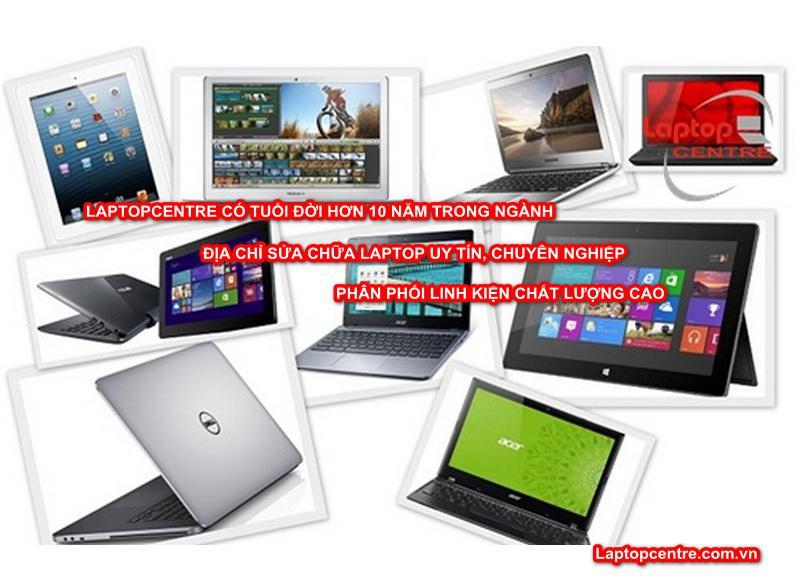 Laptop
CENTRE
LAPTOPCENTRE CÓ TUỔI ĐỜI HƠN 10 NĂM TRONG NGÀNH
ĐỊA CHỈ SỬA CHỮA LAPTOP UY TÍN, CHUYÊN NGHIỆP
PHÂN PHỐI LINH KIỆN CHẤT LƯỢNG CAO
acer
Laptopcentre.com.vn